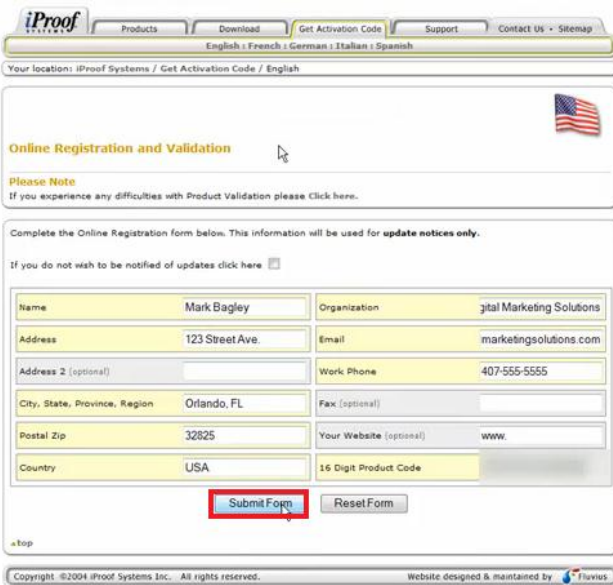 iProof
SYSTEMS
Products Download Get Activation Code Support Contact Us • Sitemap
English : French : German : Italian : Spanish
Your location: iProof Systems / Get Activation Code / English
Online Registration and Validation
Please Note
If you experience any difficulties with Product Validation please Click here.
Complete the Online Registration form below. This information will be used for update notices only.
If you do not wish to be notified of updates click here
Name Mark Bagley Organization gital Marketing Solutions
Address 123 Street Ave. Email marketingsolutions.com
Address 2 (optional) Work Phone 407-555-5555
City, State, Province, Region Orlando, FL Fax (optional)
Postal Zip 32825 Your Website (optional) www.
Country USA 16 Digit Product Code
Submit Form Reset Form
top
Copyright ©2004 iProof Systems Inc. All rights reserved. Website designed & maintained by Fluvius